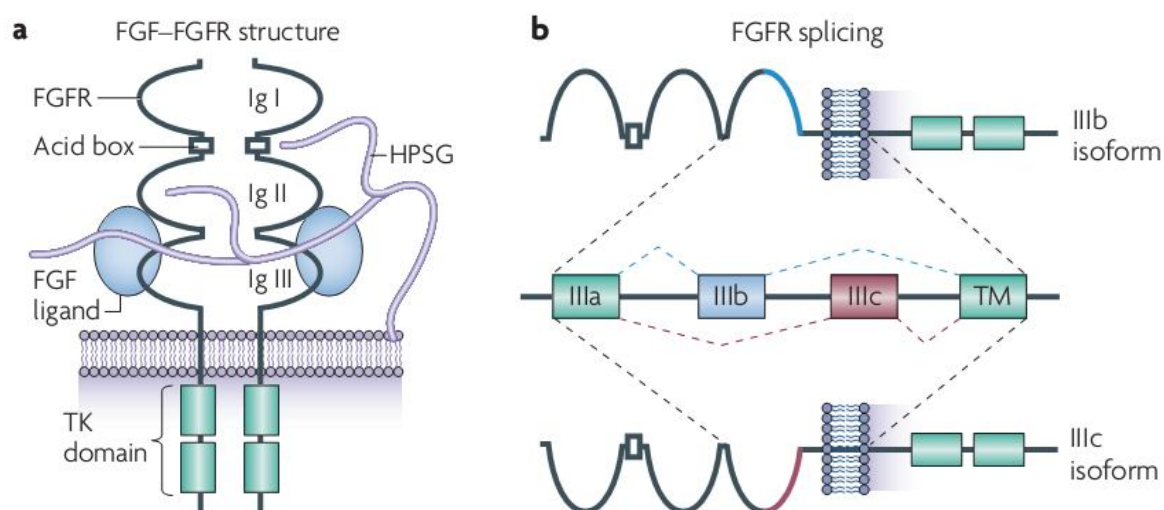 a
FGF–FGFR structure
FGFR
Ig I
Acid box
HPSG
Ig II
FGF
ligand
Ig III
TK
domain
b
FGFR splicing
IIIb
isoform
IIIa
IIIb
IIIc
TM
IIIc
isoform